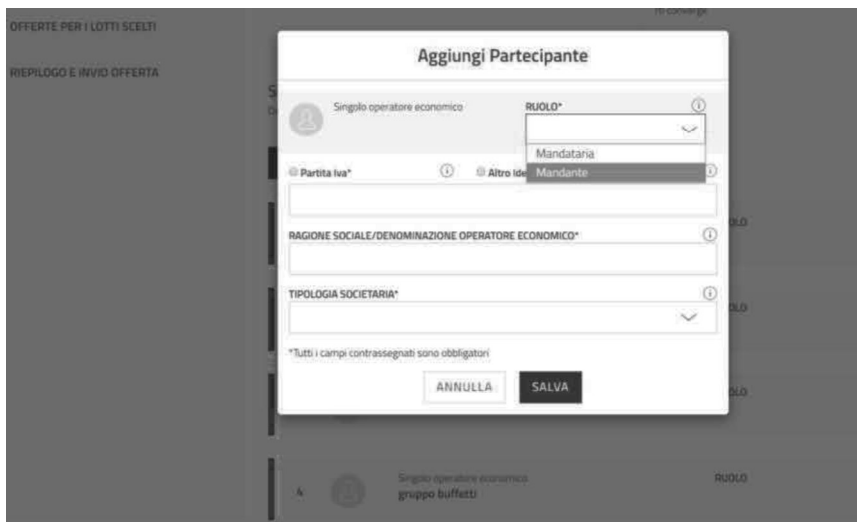 OFFERTE PER I LOTTI SCELTI
RIEPILOGO E INVIO OFFERTA
Aggiungi Partecipante
Singolo operatore economico
RUOLO*
Mandataria
Mandante
Partita Iva*
Altro Ide
RAGIONE SOCIALE/DENOMINAZIONE OPERATORE ECONOMICO*
TIPOLOGIA SOCIETARIA*
*Tutti i campi contrassegnati sono obbligatori
ANNULLA
SALVA
4
Singolo operatore economico
RUOLO
gruppo buffetti